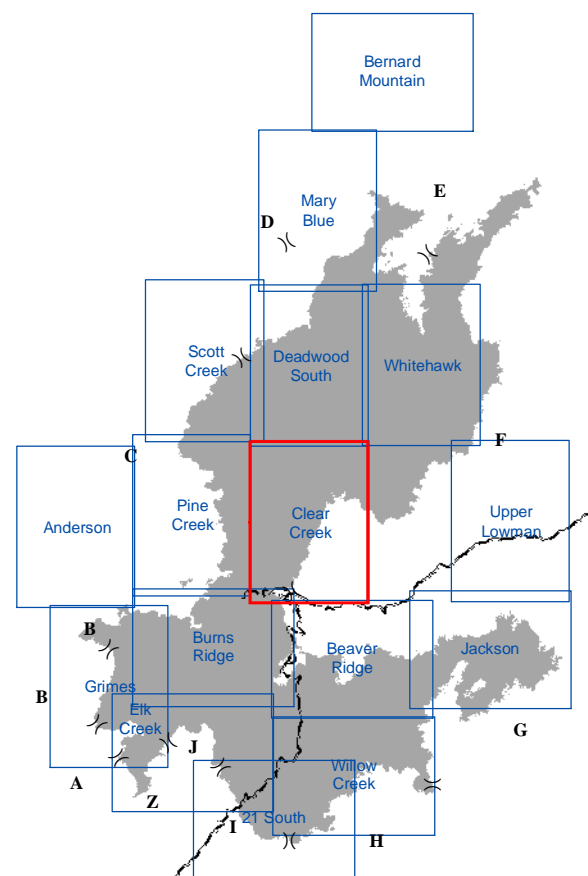 Bernard
Mountain
E
Mary
Blue
D
Scott
Creek
Deadwood
South
Whitehawk
F
C
Pine
Creek
Clear
Creek
Upper
Lowman
Anderson
B
Burns
Ridge
Beaver
Ridge
Jackson
B
Grimes
Elk
Creek
G
J
Willow
Creek
A
Z
I
21 South
H